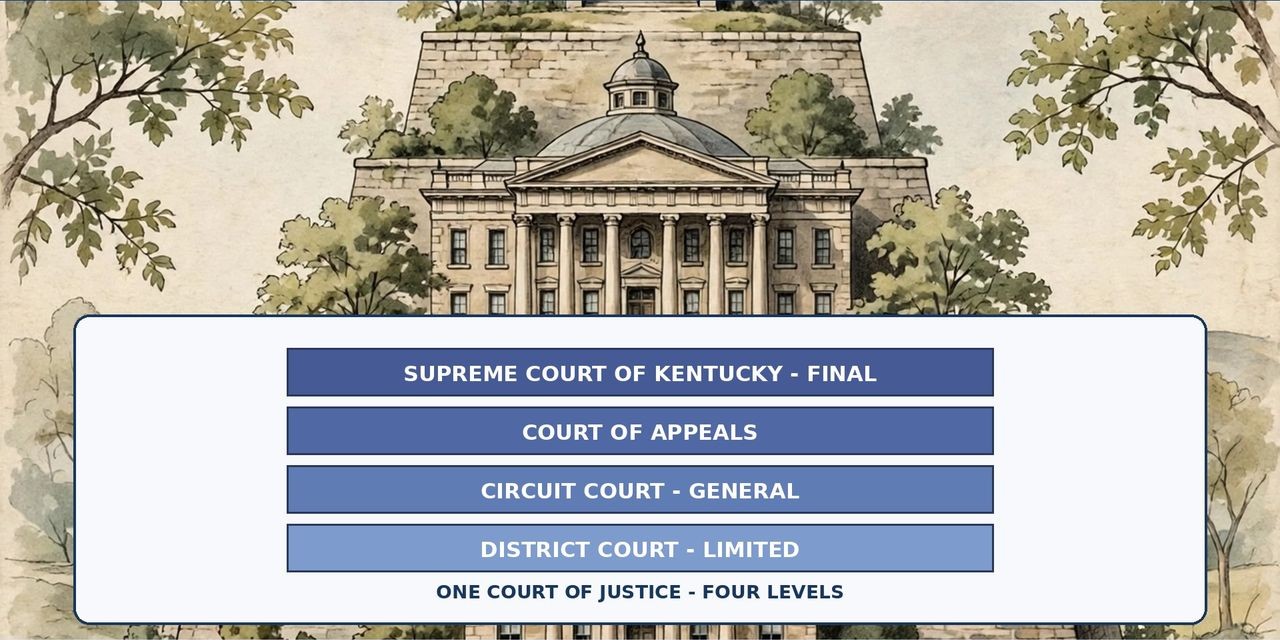 SUPREME COURT OF KENTUCKY - FINAL
COURT OF APPEALS
CIRCUIT COURT - GENERAL
DISTRICT COURT - LIMITED
ONE COURT OF JUSTICE - FOUR LEVELS